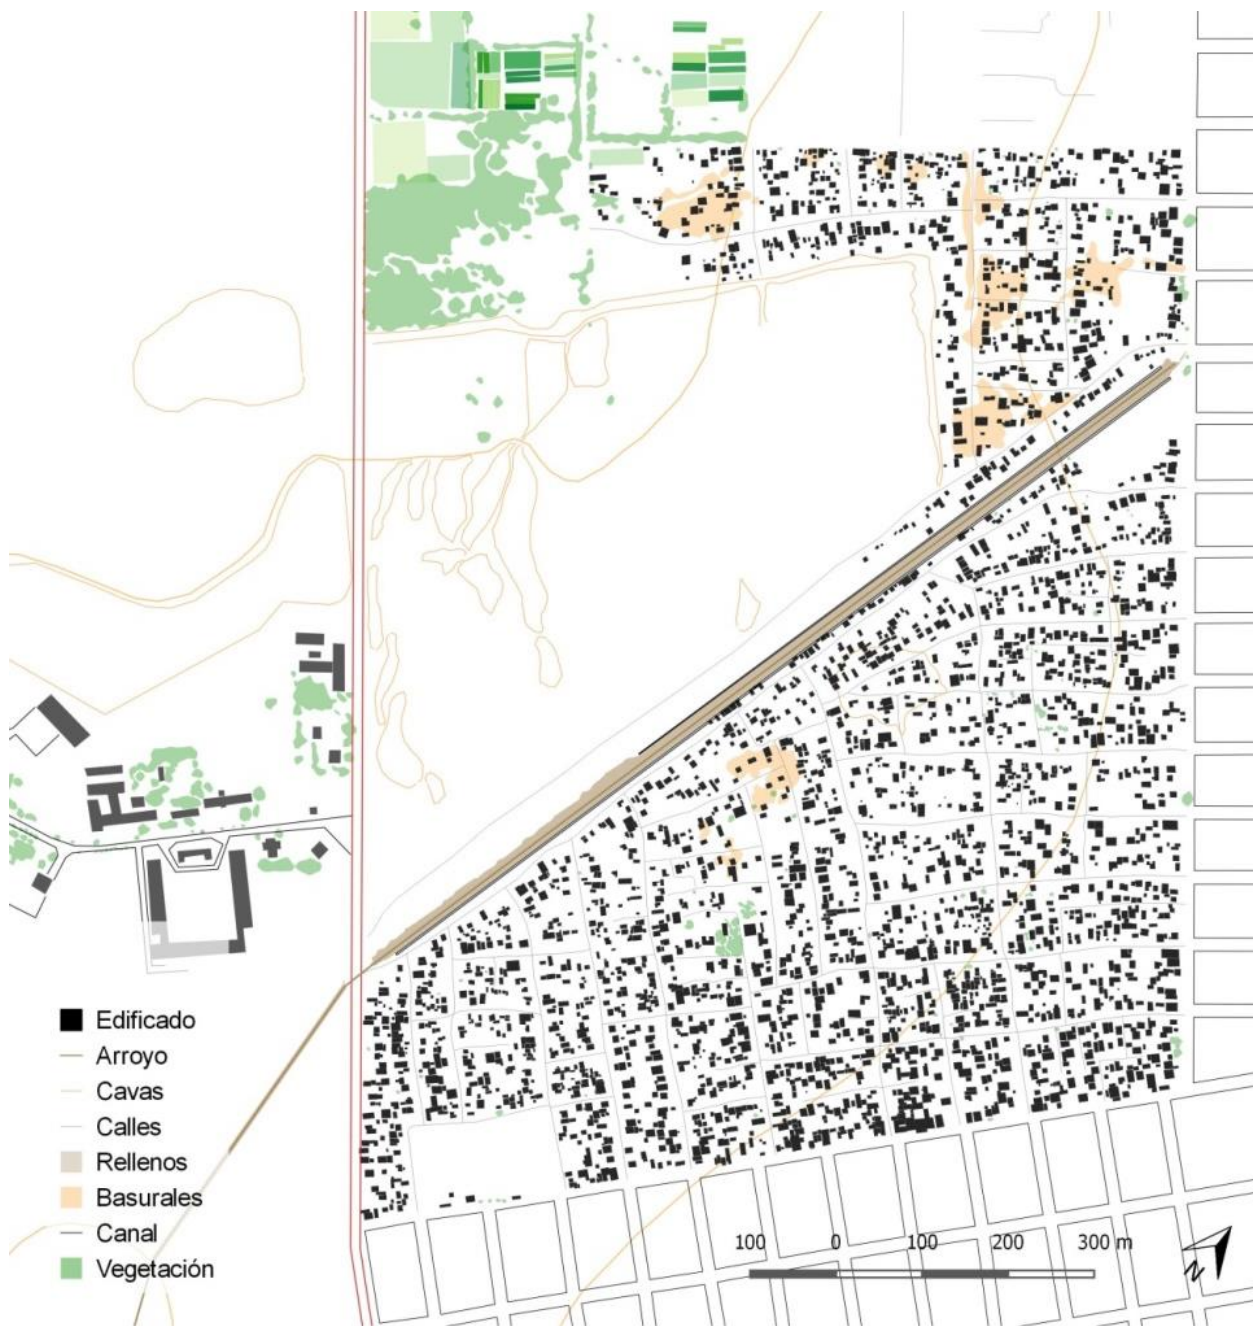 Edificado
Arroyo
Cavas
Calles
Rellenos
Basurales
Canal
Vegetación
100 0 100 200 300 m
N